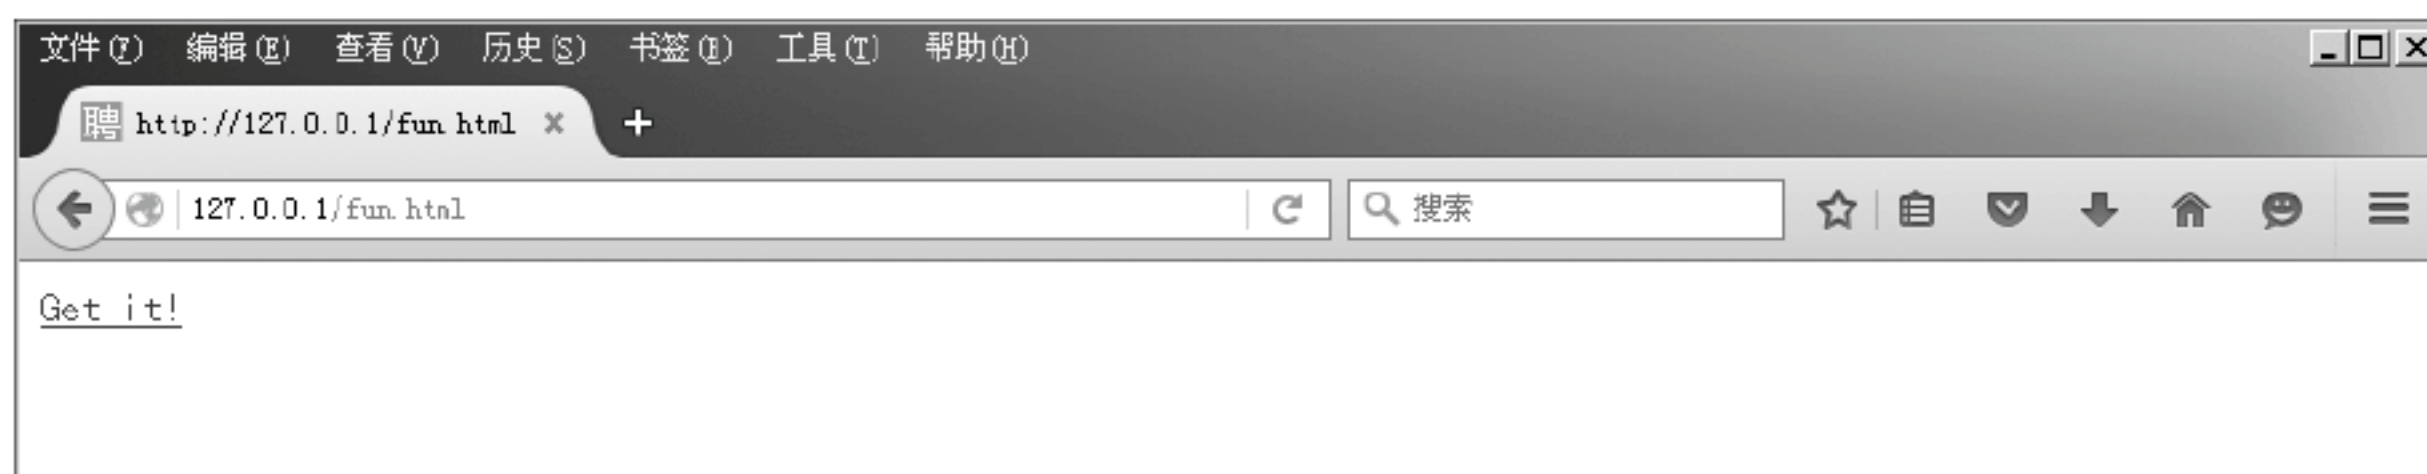 文件(F) 编辑(E) 查看(V) 历史(S) 书签(B) 工具(T) 帮助(H)
聘 http://127.0.0.1/fun.html
127.0.0.1/fun.html 搜索
Get it!